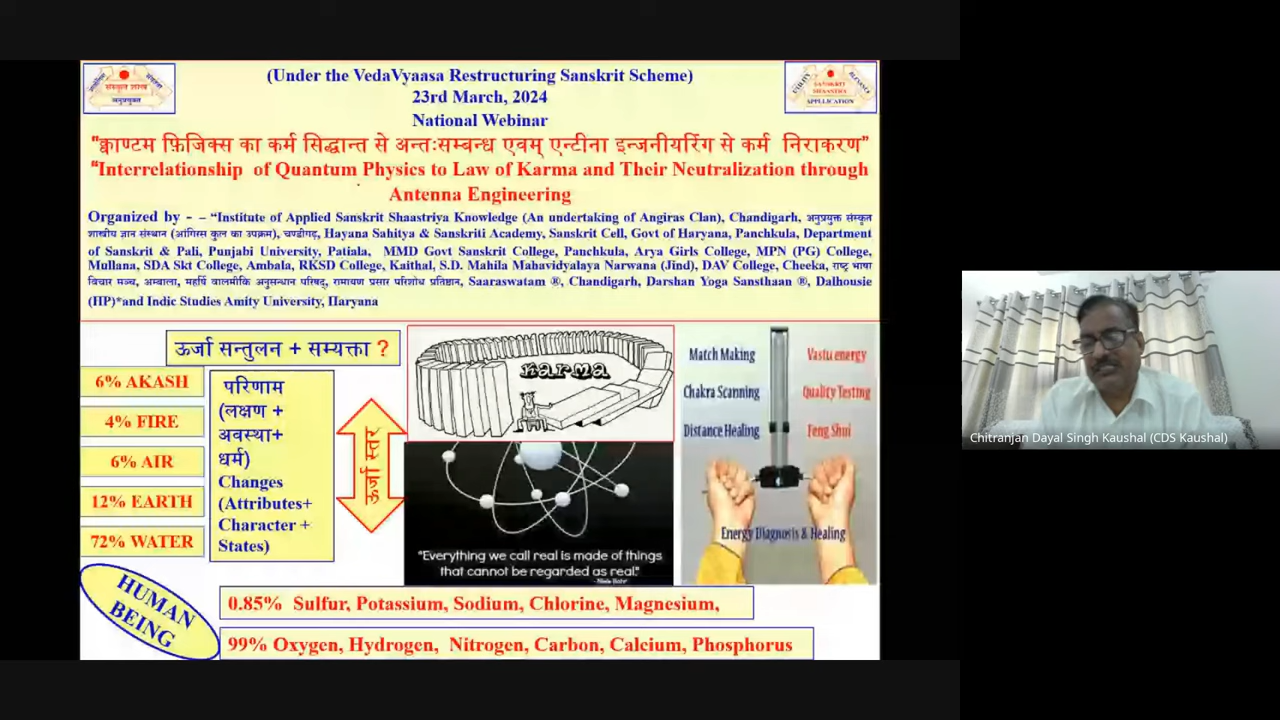 (Under the VedaVyaasa Restructuring Sanskrit Scheme)
23rd March, 2024
National Webinar
"क्वाण्टम फ़िजिक्स का कर्म सिद्धान्त से अन्तःसम्बन्ध एवम् एन्टीना इन्जनीयरिंग से कर्म निराकरण"
"Interrelationship of Quantum Physics to Law of Karma and Their Neutralization through
Antenna Engineering
Organized by - – "Institute of Applied Sanskrit Shaastriya Knowledge (An undertaking of Angiras Clan), Chandigarh, अनुप्रयुक्त संस्कृत
शास्त्रीय ज्ञान संस्थान (आंगिरस कुल का उपक्रम), चण्डीगढ़, Hayana Sahitya & Sanskriti Academy, Sanskrit Cell, Govt of Haryana, Panchkula, Department
of Sanskrit & Pali, Punjabi University, Patiala, MMD Govt Sanskrit College, Panchkula, Arya Girls College, MPN (PG) College,
Mullana, SDA Skt College, Ambala, RKSD College, Kaithal, S.D. Mahila Mahavidyalaya Narwana (Jind), DAV College, Cheeka, राष्ट्र भाषा
विचार मञ्च, अम्बाला, महर्षि वाल्मीकि अनुसन्धान परिषद्, रामायण प्रसार परिशोध प्रतिष्ठान, Saaraswatam ®, Chandigarh, Darshan Yoga Sansthaan ®, Dalhousie
(HP)*and Indic Studies Amity University, Haryana
संस्कृत शास्त्र
अनुप्रयुक्त
UTILITY
RELEVANCE
SANSKRIT
SHAASTRA
APPLICATION
ऊर्जा सन्तुलन + सम्यक्ता ?
6% AKASH
4% FIRE
6% AIR
12% EARTH
72% WATER
परिणाम
(लक्षण +
अवस्था+
धर्म)
Changes
(Attributes+
Character +
States)
ऊर्जा स्तर
karma
"Everything we call real is made of things
that cannot be regarded as real."
Match Making
Vastu energy
Chakra Scanning
Quality Testing
Distance Healing
Feng Shui
Energy Diagnosis & Healing
HUMAN
BEING
0.85% Sulfur, Potassium, Sodium, Chlorine, Magnesium,
99% Oxygen, Hydrogen, Nitrogen, Carbon, Calcium, Phosphorus
Chitranjan Dayal Singh Kaushal (CDS Kaushal)